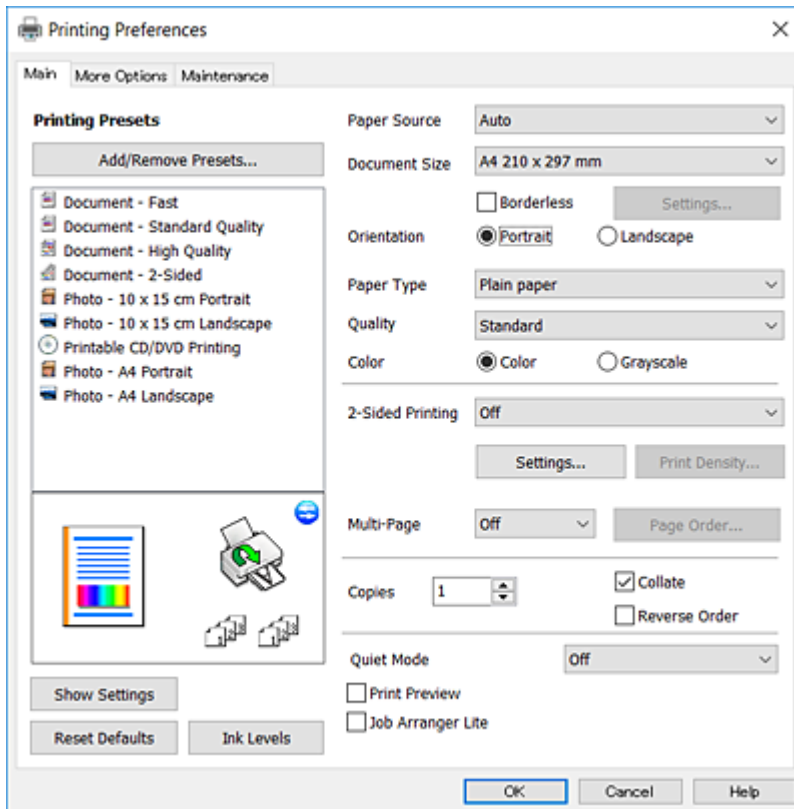 Printing Preferences
Main More Options Maintenance
Printing Presets
Add/Remove Presets...
Document - Fast
Document - Standard Quality
Document - High Quality
Document - 2-Sided
Photo - 10 x 15 cm Portrait
Photo - 10 x 15 cm Landscape
Printable CD/DVD Printing
Photo - A4 Portrait
Photo - A4 Landscape
Show Settings
Reset Defaults Ink Levels
Paper Source Auto
Document Size A4 210 x 297 mm
Borderless Settings...
Orientation Portrait Landscape
Paper Type Plain paper
Quality Standard
Color Color Grayscale
2-Sided Printing Off
Settings... Print Density...
Multi-Page Off Page Order...
Copies 1 Collate
Reverse Order
Quiet Mode Off
Print Preview
Job Arranger Lite
OK Cancel Help